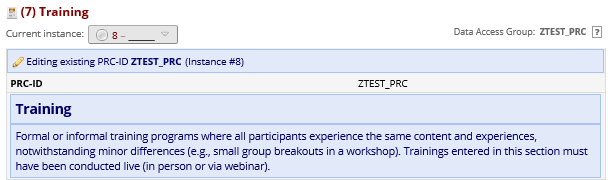 (7) Training
Current instance: 8 – ______
Data Access Group: ZTEST_PRC ?
Editing existing PRC-ID ZTEST_PRC (Instance #8)
PRC-ID ZTEST_PRC
Training
Formal or informal training programs where all participants experience the same content and experiences,
notwithstanding minor differences (e.g., small group breakouts in a workshop). Trainings entered in this section must
have been conducted live (in person or via webinar).